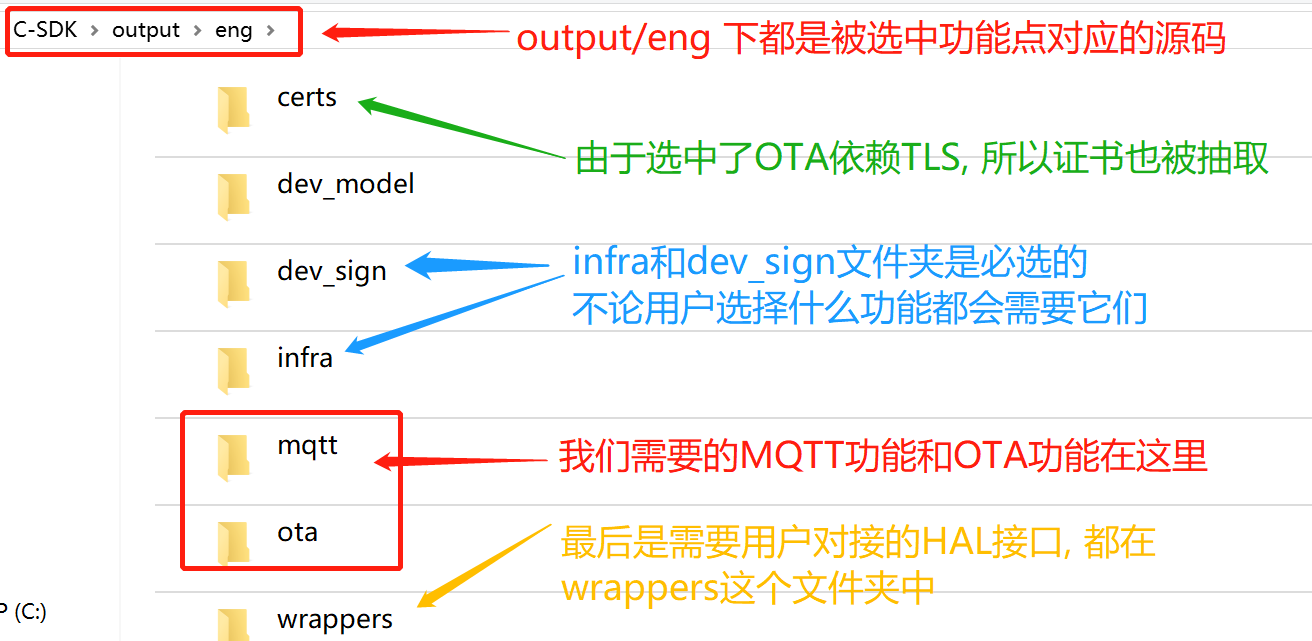 C-SDK > output > eng >
output/eng 下都是被选中功能点对应的源码
certs
由于选中了OTA依赖TLS, 所以证书也被抽取
dev_model
dev_sign
infra和dev_sign文件夹是必选的
不论用户选择什么功能都会需要它们
infra
mqtt
我们需要的MQTT功能和OTA功能在这里
ota
最后是需要用户对接的HAL接口, 都在
wrappers这个文件夹中
P (C:)
wrappers